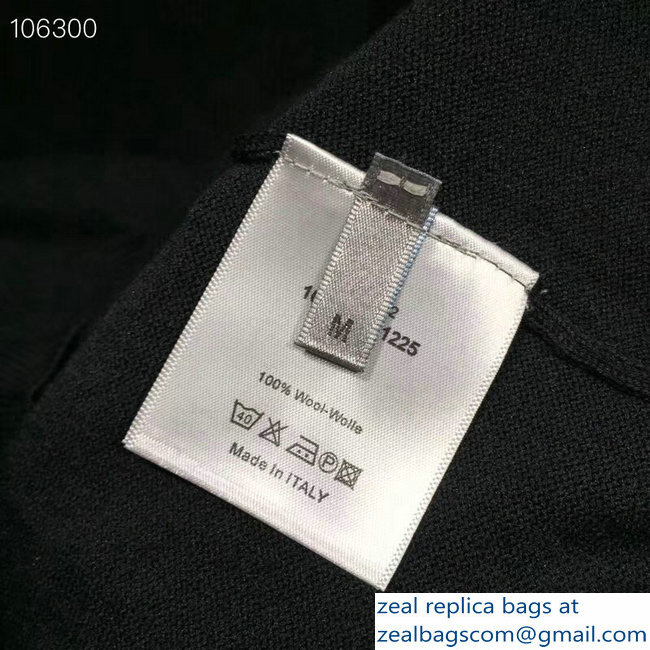 106300
M
1225
100% Wool-Wolle
40
P
Made in ITALY
zeal replica bags at
zealbagscom@gmail.com